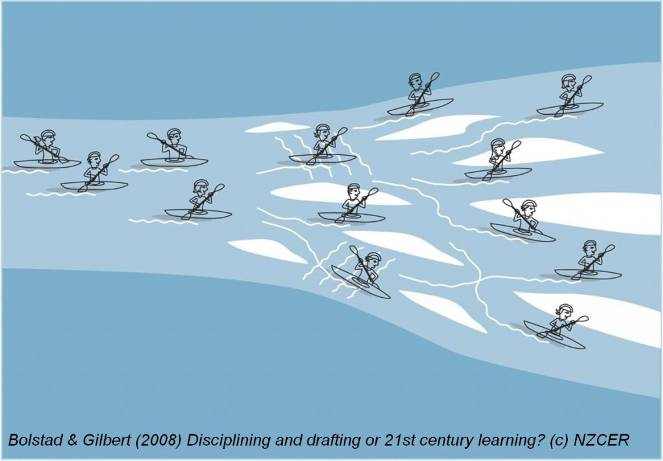 Bolstad & Gilbert (2008) Disciplining and drafting or 21st century learning? (c) NZCER